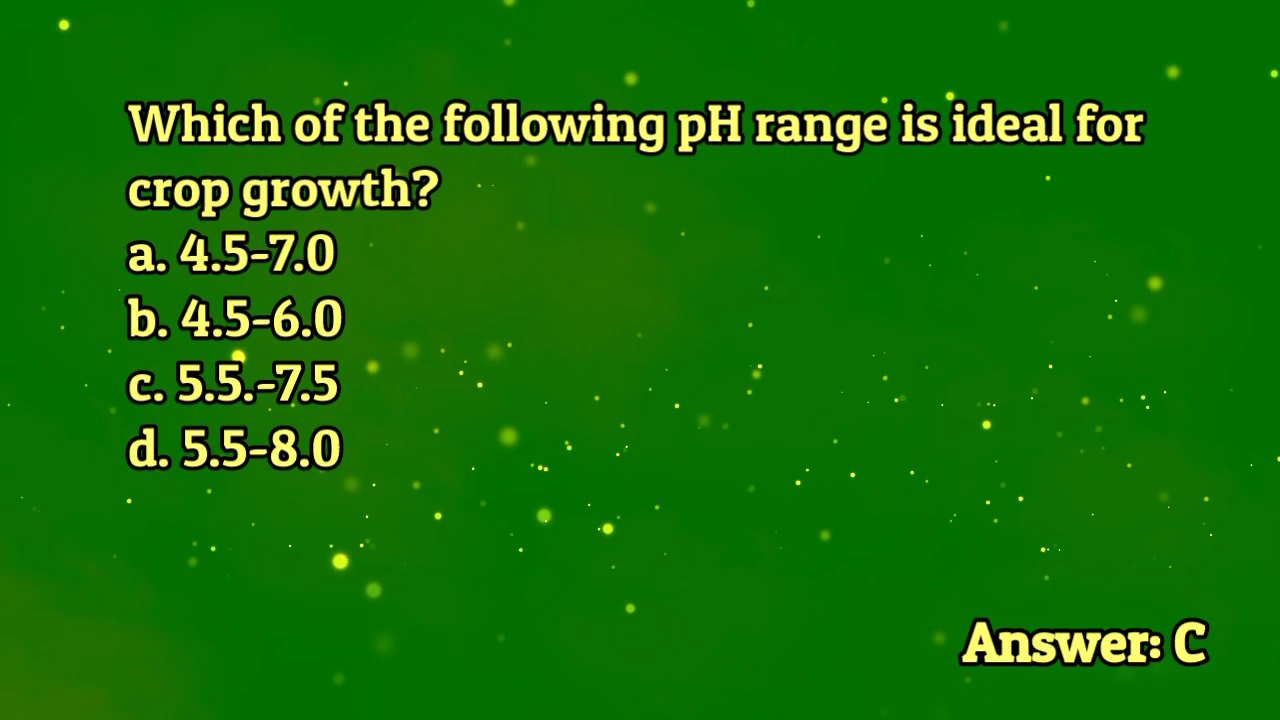 Which of the following pH range is ideal for
crop growth?
a. 4.5-7.0
b. 4.5-6.0
c. 5.5.-7.5
d. 5.5-8.0
Answer: C